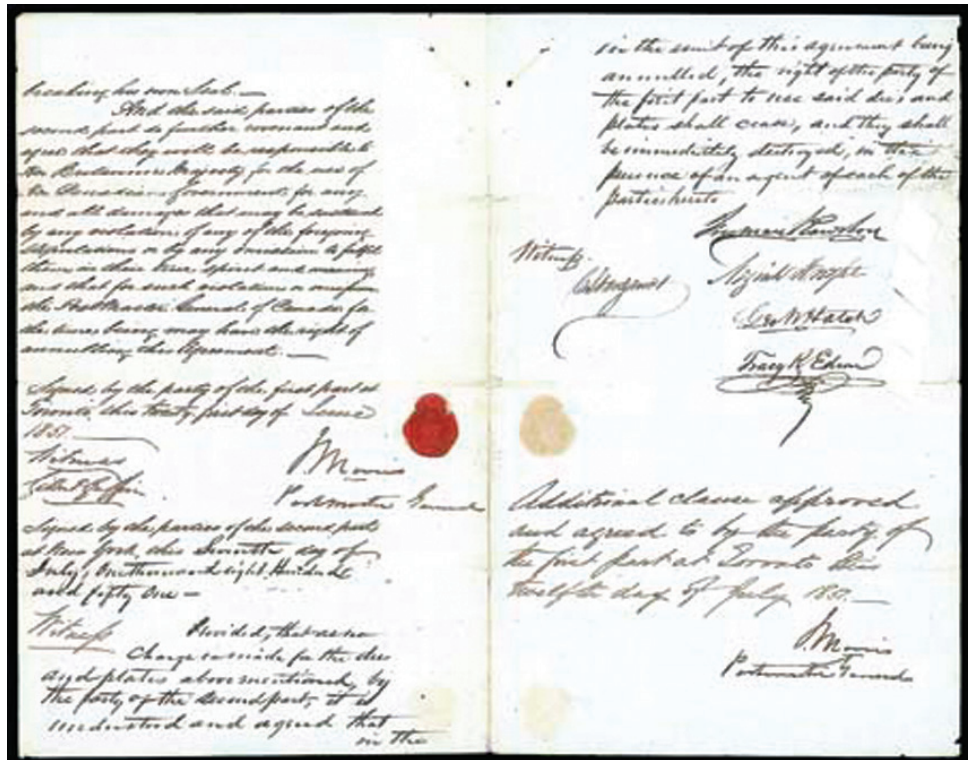 breaking his own Seal.—
And the said parties of the
second part do further covenant and
agree that they will be responsible to
Her Britannic Majesty for the use of
the Canadian Government for any
and all damages that may be sustained
by any violation of any of the foregoing
stipulations or by any omission to fulfil
them in their true spirit and meaning
and that for such violation or omission
the Post Master General of Canada for
the time being may have the right of
annulling this Agreement.—
Signed by the party of the first part at
Toronto, this twenty first day of June
1851.
Witness
J Morris
Postmaster General
Signed by the parties of the second part
at New York, this Seventh day of
July, One thousand eight Hundred
and fifty one —
Witness
Provided, that as no
Charge is made for the dies
and plates above mentioned, by
the party of the second part, it is
understood and agreed that
in the
in the event of this agreement being
annulled, the right of the party of
the first part to use said dies and
plates shall cease, and they shall
be immediately destroyed, in the
presence of an agent of each of the
parties hereto
Freeman Rawdon
Witness.
Neziah Wright
Geo W Hatch
Tracy R Edson
Additional clause approved
and agreed to by the party of
the first part at Toronto this
twelfth day of July 1851.—
J Morris
Postmaster General